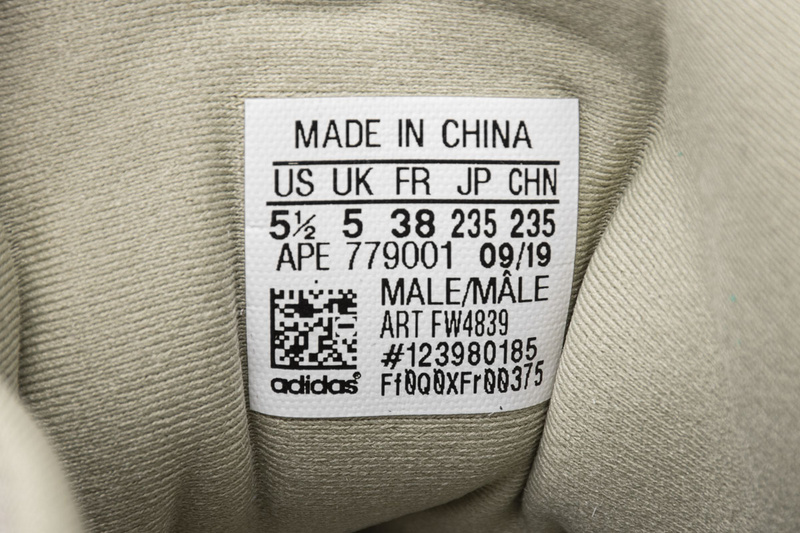 MADE IN CHINA
US UK FR JP CHN
5½ 5 38 235 235
APE 779001 09/19
MALE/MÂLE
ART FW4839
#123980185
Ff0Q0XFr00375
adidas®